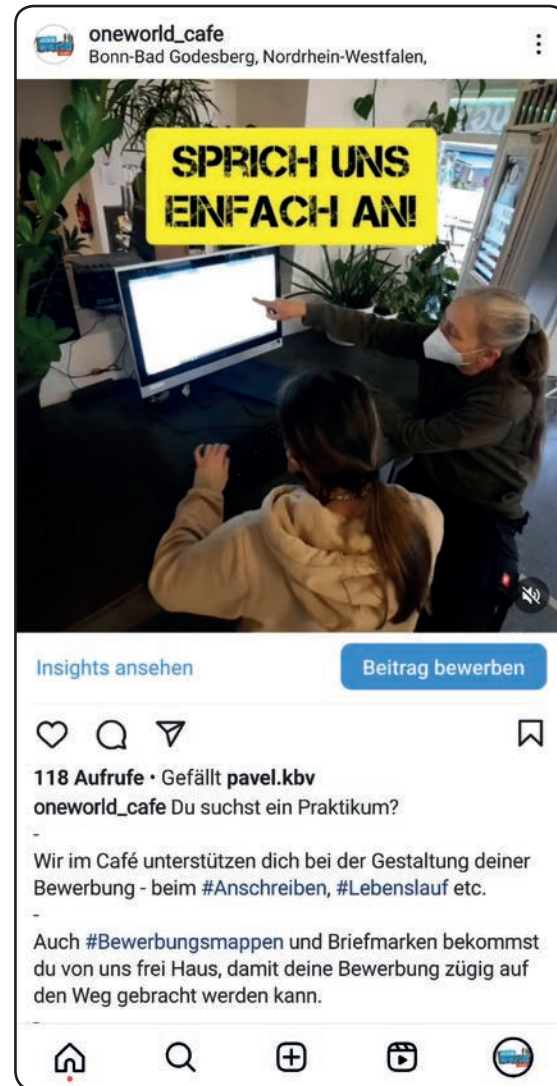 oneworld_cafe
Bonn-Bad Godesberg, Nordrhein-Westfalen,
SPRICH UNS
EINFACH AN!
Insights ansehen
Beitrag bewerben
118 Aufrufe • Gefällt pavel.kbv
oneworld_cafe Du suchst ein Praktikum?
-
Wir im Café unterstützen dich bei der Gestaltung deiner
Bewerbung - beim #Anschreiben, #Lebenslauf etc.
-
Auch #Bewerbungsmappen und Briefmarken bekommst
du von uns frei Haus, damit deine Bewerbung zügig auf
den Weg gebracht werden kann.
-